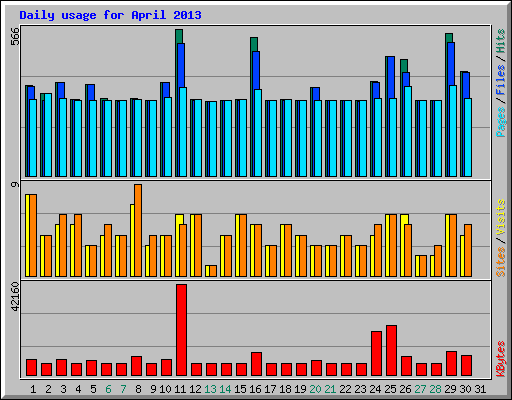 Daily usage for April 2013
566
Pages / Files / Hits
9
Sites / Visits
42160
KBytes
1 2 3 4 5 6 7 8 9 10 11 12 13 14 15 16 17 18 19 20 21 22 23 24 25 26 27 28 29 30 31